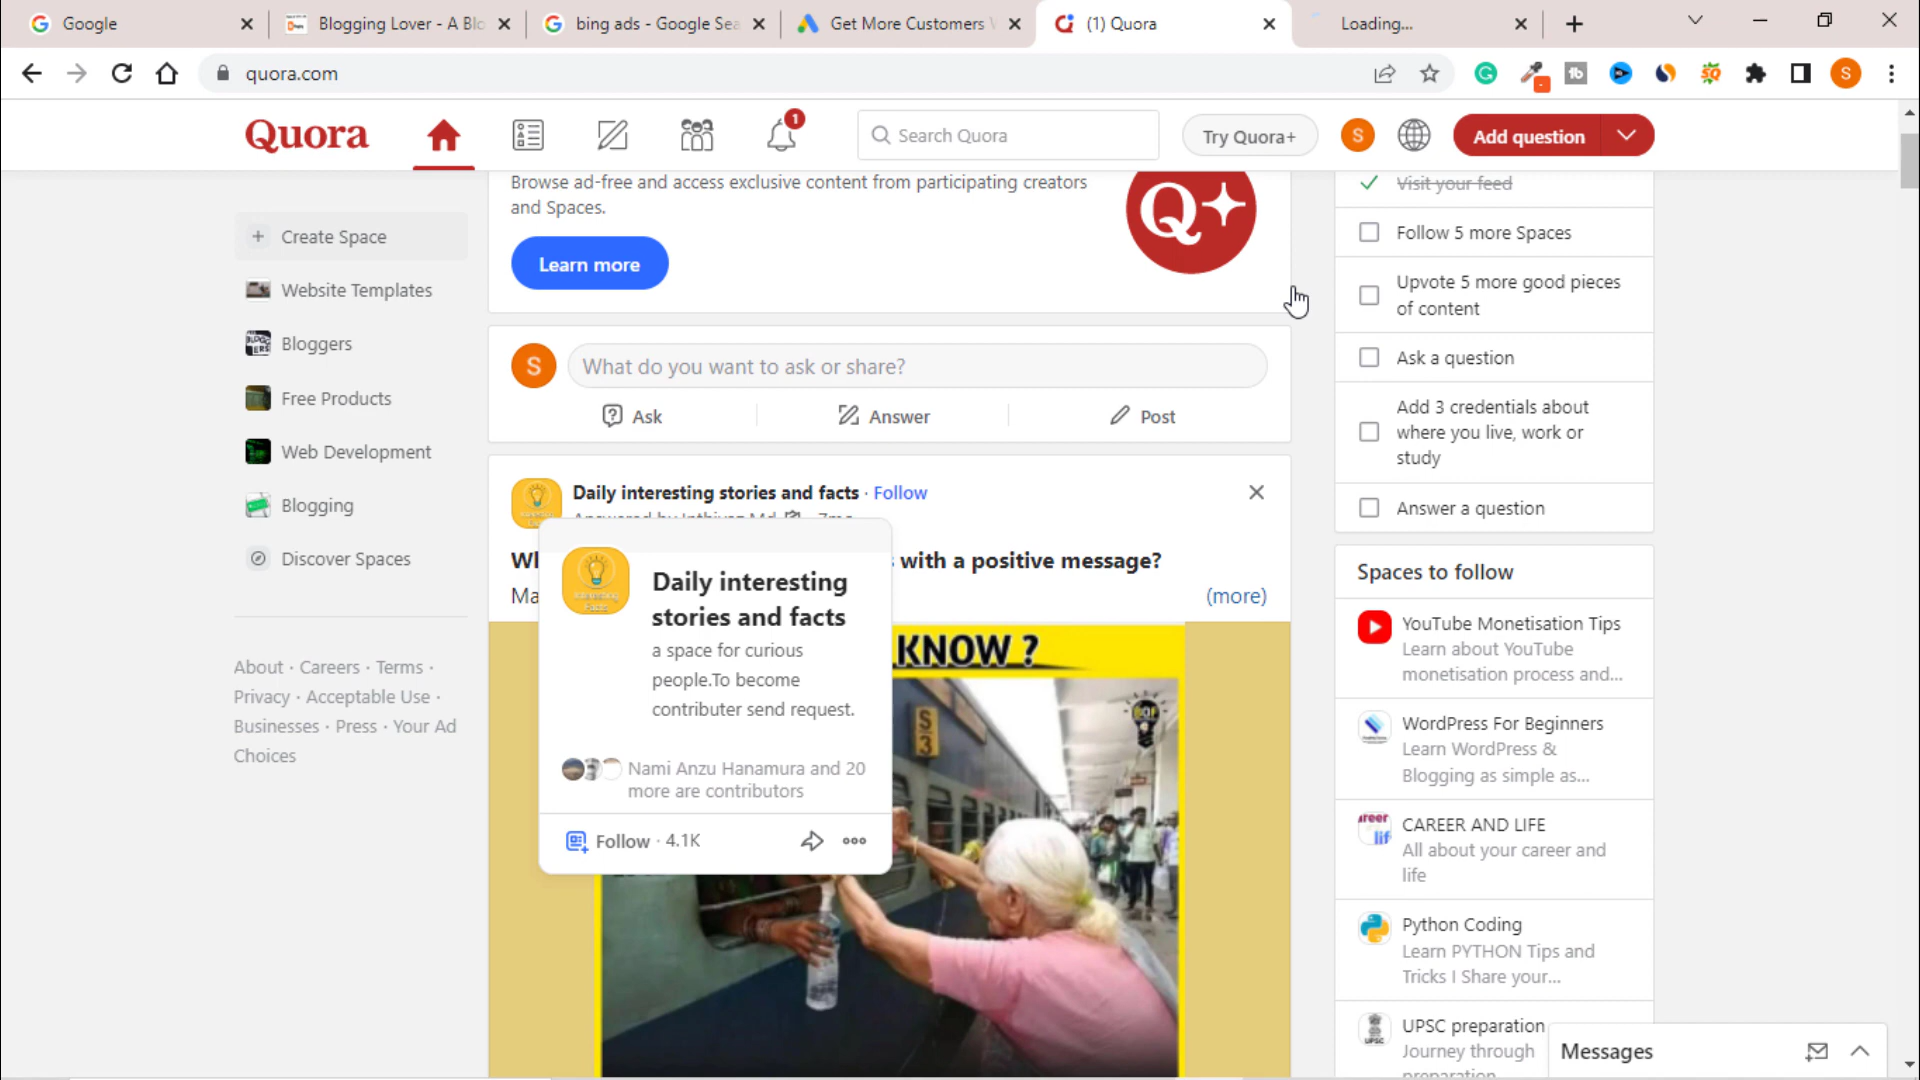 Google
Blogging Lover - A Blo
bing ads - Google Sea
Get More Customers
(1) Quora
Loading...
quora.com
Quora
1
Search Quora
Try Quora+
S
Add question
Browse ad-free and access exclusive content from participating creators
and Spaces.
Learn more
Q+
Create Space
Website Templates
Bloggers
Free Products
Web Development
Blogging
Discover Spaces
About · Careers · Terms ·
Privacy · Acceptable Use ·
Businesses · Press · Your Ad
Choices
S
What do you want to ask or share?
Ask
Answer
Post
Daily interesting stories and facts · Follow
with a positive message?
(more)
Daily interesting
stories and facts
a space for curious
people.To become
contributer send request.
Nami Anzu Hanamura and 20
more are contributors
Follow · 4.1K
KNOW ?
S
3
Visit your feed
Follow 5 more Spaces
Upvote 5 more good pieces
of content
Ask a question
Add 3 credentials about
where you live, work or
study
Answer a question
Spaces to follow
YouTube Monetisation Tips
Learn about YouTube
monetisation process and...
WordPress For Beginners
Learn WordPress &
Blogging as simple as...
CAREER AND LIFE
All about your career and
life
Python Coding
Learn PYTHON Tips and
Tricks I Share your...
UPSC preparation
Journey through
Messages